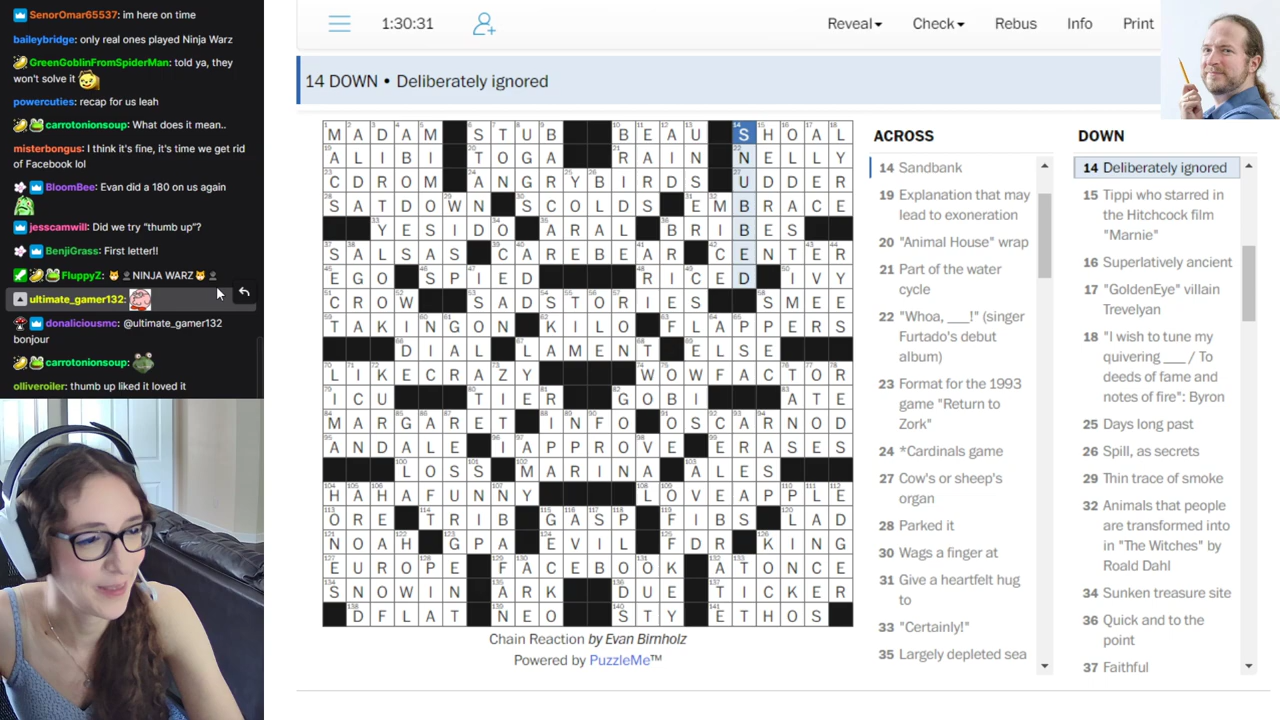 SenorOmar65537: im here on time
baileybridge: only real ones played Ninja Warz
GreenGoblinFromSpiderMan: told ya, they
won't solve it
powercuties: recap for us leah
carrotonionsoup: What does it mean..
misterbongus: I think it's fine, it's time we get rid
of Facebook lol
BloomBee: Evan did a 180 on us again
jesscamwill: Did we try "thumb up"?
BenjiGrass: First letter!!
FluppyZ: NINJA WARZ
ultimate_gamer132:
donaliciousmc: @ultimate_gamer132
bonjour
carrotonionsoup:
olliveroiler: thumb up liked it loved it
1:30:31
Reveal
Check
Rebus
Info
Print
14 DOWN • Deliberately ignored
MADAM STUB BEAU SHOAL
ALIBI TOGA RAIN NELLY
CDROM ANGRYBIRDS UDDER
SATDOWN SCOLDS EMBRACE
YESIDO ARAL BRIBES
SALSAS CAREBEAR CENTER
EGO SPIED RICED IVY
CROW SADSTORIES SMEE
TAKINGON KILO FLAPPERS
DIAL LAMENT ELSE
LIKECRAZY WOWFACTOR
ICU TIER GOBI ATE
MARGARET INFO OSCARNOD
ANDALE IPPROVE ERASES
LOSS MARINA ALES
HAHAFUNNY LOVEAPPLE
ORE TRIB GASP FIBS LAD
NOAH GPA EVIL FDR KING
EUROPE FACEBOOK ATONCE
SNOWIN ARK DUE TICKER
DFLAT NEO STY ETHOS
Chain Reaction by Evan Birnholz
Powered by PuzzleMe™
ACROSS
14 Sandbank
19 Explanation that may
lead to exoneration
20 "Animal House" wrap
21 Part of the water
cycle
22 "Whoa, ___!" (singer
Furtado's debut
album)
23 Format for the 1993
game "Return to
Zork"
24 *Cardinals game
27 Cow's or sheep's
organ
28 Parked it
30 Wags a finger at
31 Give a heartfelt hug
to
33 "Certainly!"
35 Largely depleted sea
DOWN
14 Deliberately ignored
15 Tippi who starred in
the Hitchcock film
"Marnie"
16 Superlatively ancient
17 "GoldenEye" villain
Trevelyan
18 "I wish to tune my
quivering ___ / To
deeds of fame and
notes of fire": Byron
25 Days long past
26 Spill, as secrets
29 Thin trace of smoke
32 Animals that people
are transformed into
in "The Witches" by
Roald Dahl
34 Sunken treasure site
36 Quick and to the
point
37 Faithful